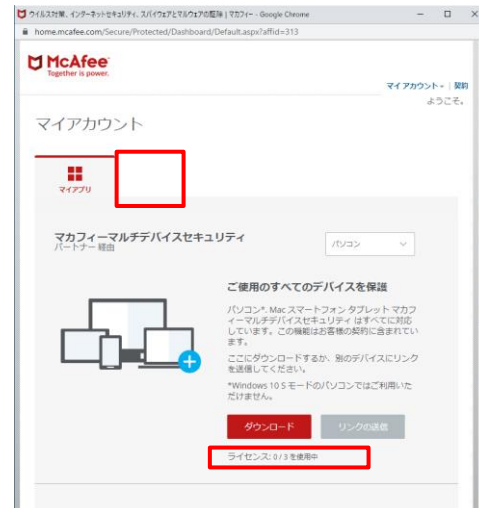 ウイルス対策、インターネットセキュリティ、スパイウェアとマルウェアの駆除 | マカフィー - Google Chrome
home.mcafee.com/Secure/Protected/Dashboard/Default.aspx?affid=313
McAfee
Together is power.
マイ アカウント 契約
ようこそ。
マイアカウント
マイアプリ
マカフィーマルチデバイスセキュリティ
パートナー 経由
パソコン
ご使用のすべてのデバイスを保護
パソコン*, Mac スマートフォン タブレット マカフ
ィーマルチデバイスセキュリティ はすべてに対応
しています。この機能はお客様の契約に含まれてい
ます。
ここにダウンロードするか、別のデバイスにリンク
を送信してください。
*Windows 10 S モードのパソコンではご利用いた
だけません。
ダウンロード
リンクの送信
ライセンス: 0 / 3 を使用中